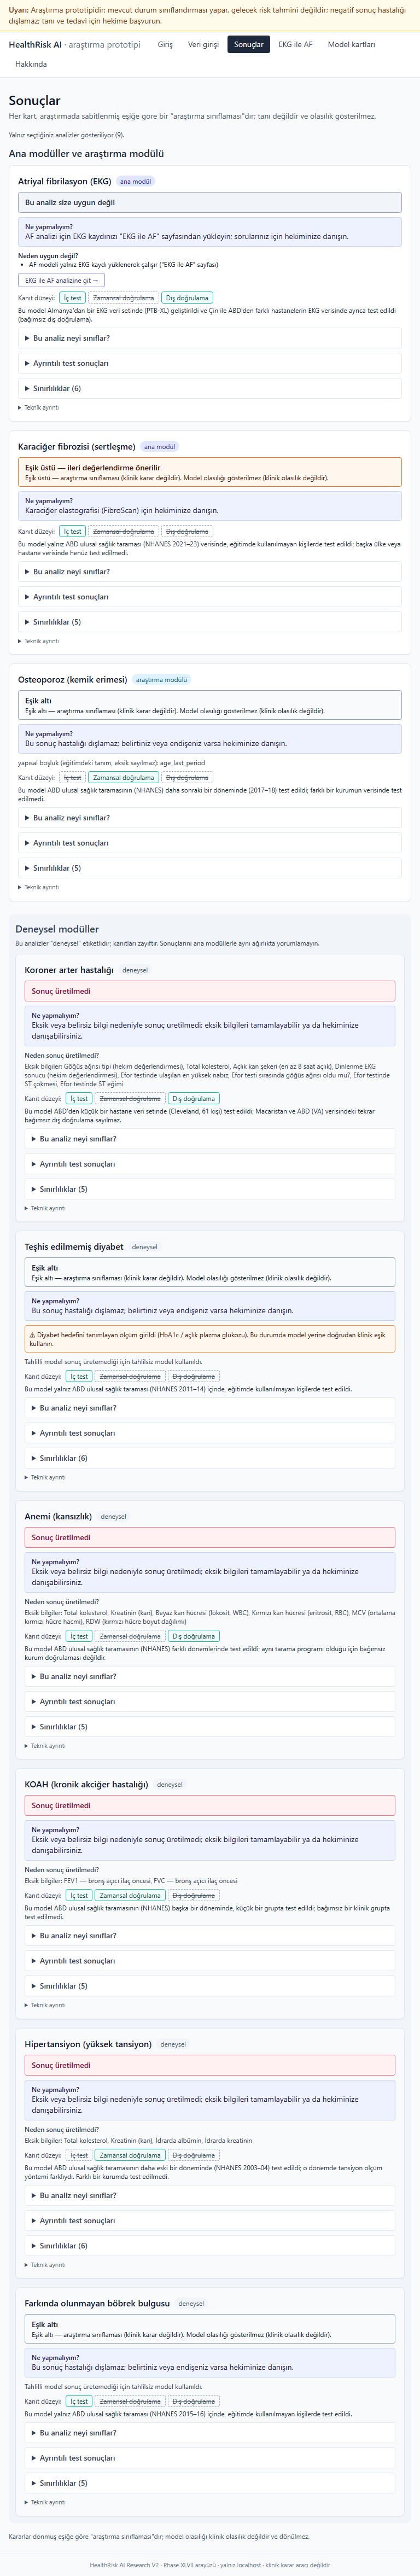 Uyarı: Araştırma prototipidir; mevcut durum sınıflandırması yapar, gelecek risk tahmini değildir; negatif sonuç hastalığı dışlamaz; tanı ve tedavi için hekime başvurun.
HealthRisk AI · araştırma prototipi
Giriş
Veri girişi
Sonuçlar
EKG ile AF
Model kartları
Hakkında
Sonuçlar
Her kart, araştırmada sabitlenmiş eşiğe göre bir "araştırma sınıflaması"dır; tanı değildir ve olasılık gösterilmez.
Yalnız seçtiğiniz analizler gösteriliyor (9).
Ana modüller ve araştırma modülü
Atriyal fibrilasyon (EKG) ana modül
Bu analiz size uygun değil
Ne yapmalıyım?
AF analizi için EKG kaydınızı "EKG ile AF" sayfasından yükleyin; sorularınız için hekiminize danışın.
Neden uygun değil?
• AF modeli yalnız EKG kaydı yüklenerek çalışır ("EKG ile AF" sayfası)
EKG ile AF analizine git →
Kanıt düzeyi: İç test Zamansal doğrulama Dış doğrulama
Bu model Almanya'dan bir EKG veri setinde (PTB-XL) geliştirildi ve Çin ile ABD'den farklı hastanelerin EKG verisinde ayrıca test edildi
(bağımsız dış doğrulama).
▶ Bu analiz neyi sınıflar?
▶ Ayrıntılı test sonuçları
▶ Sınırlılıklar (6)
▶ Teknik ayrıntı
Karaciğer fibrozisi (sertleşme) ana modül
Eşik üstü — ileri değerlendirme önerilir
Eşik üstü — araştırma sınıflaması (klinik karar değildir). Model olasılığı gösterilmez (klinik olasılık değildir).
Ne yapmalıyım?
Karaciğer elastografisi (FibroScan) için hekiminize danışın.
Kanıt düzeyi: İç test Zamansal doğrulama Dış doğrulama
Bu model yalnız ABD ulusal sağlık taraması (NHANES 2021–23) verisinde, eğitimde kullanılmayan kişilerle test edildi; başka ülke veya
hastane verisinde henüz test edilmedi.
▶ Bu analiz neyi sınıflar?
▶ Ayrıntılı test sonuçları
▶ Sınırlılıklar (5)
▶ Teknik ayrıntı
Osteoporoz (kemik erimesi) araştırma modülü
Eşik altı
Eşik altı — araştırma sınıflaması (klinik karar değildir). Model olasılığı gösterilmez (klinik olasılık değildir).
Ne yapmalıyım?
Bu sonuç hastalığı dışlamaz; belirtiniz veya endişeniz varsa hekiminize danışın.
yapısal boşluk (eğitimdeki tanım, eksik sayılmaz): age_last_period
Kanıt düzeyi: İç test Zamansal doğrulama Dış doğrulama
Bu model ABD ulusal sağlık taramasının (NHANES) daha sonraki bir döneminde (2017–18) test edildi; farklı bir kurumun verisinde test
edilmedi.
▶ Bu analiz neyi sınıflar?
▶ Ayrıntılı test sonuçları
▶ Sınırlılıklar (5)
▶ Teknik ayrıntı
Deneysel modüller
Bu analizler "deneysel" etiketlidir; kanıtları zayıftır. Sonuçlarını ana modüllerle aynı ağırlıkta yorumlamayın.
Koroner arter hastalığı deneysel
Sonuç üretilmedi
Ne yapmalıyım?
Eksik veya belirsiz bilgi nedeniyle sonuç üretilmedi; eksik bilgileri tamamlayabilir ya da hekiminize
danışabilirsiniz.
Neden sonuç üretilmedi?
Eksik bilgiler: Göğüs ağrısı tipi (hekim değerlendirmesi), Total kolesterol, Açlık kan şekeri (en az 8 saat açlık), Dinlenme EKG
sonucu (hekim değerlendirmesi), Efor testinde ulaşılan en yüksek nabız, Efor testi sırasında göğüs ağrısı oldu mu?, Efor testinde
ST çökmesi, Efor testinde ST eğimi
Kanıt düzeyi: İç test Zamansal doğrulama Dış doğrulama
Bu model ABD'den küçük bir hastane veri setinde (Cleveland, 61 kişi) test edildi; Macaristan ve ABD (VA) verisindeki tekrar
bağımsız dış doğrulama sayılmaz.
▶ Bu analiz neyi sınıflar?
▶ Ayrıntılı test sonuçları
▶ Sınırlılıklar (5)
▶ Teknik ayrıntı
Teşhis edilmemiş diyabet deneysel
Eşik altı
Eşik altı — araştırma sınıflaması (klinik karar değildir). Model olasılığı gösterilmez (klinik olasılık değildir).
Ne yapmalıyım?
Bu sonuç hastalığı dışlamaz; belirtiniz veya endişeniz varsa hekiminize danışın.
⚠ Diyabet hedefini tanımlayan ölçüm girildi (HbA1c / açlık plazma glukozu). Bu durumda model yerine doğrudan klinik eşik
kullanın.
Tahlilli model sonuç üretemediği için tahlilsiz model kullanıldı.
Kanıt düzeyi: İç test Zamansal doğrulama Dış doğrulama
Bu model yalnız ABD ulusal sağlık taraması (NHANES 2011–14) içinde, eğitimde kullanılmayan kişilerle test edildi.
▶ Bu analiz neyi sınıflar?
▶ Ayrıntılı test sonuçları
▶ Sınırlılıklar (6)
▶ Teknik ayrıntı
Anemi (kansızlık) deneysel
Sonuç üretilmedi
Ne yapmalıyım?
Eksik veya belirsiz bilgi nedeniyle sonuç üretilmedi; eksik bilgileri tamamlayabilir ya da hekiminize
danışabilirsiniz.
Neden sonuç üretilmedi?
Eksik bilgiler: Total kolesterol, Kreatinin (kan), Beyaz kan hücresi (lökosit, WBC), Kırmızı kan hücresi (eritrosit, RBC), MCV (ortalama
kırmızı hücre hacmi), RDW (kırmızı hücre boyut dağılımı)
Kanıt düzeyi: İç test Zamansal doğrulama Dış doğrulama
Bu model ABD ulusal sağlık taramasının (NHANES) farklı dönemlerinde test edildi; aynı tarama programı olduğu için bağımsız
kurum doğrulaması değildir.
▶ Bu analiz neyi sınıflar?
▶ Ayrıntılı test sonuçları
▶ Sınırlılıklar (5)
▶ Teknik ayrıntı
KOAH (kronik akciğer hastalığı) deneysel
Sonuç üretilmedi
Ne yapmalıyım?
Eksik veya belirsiz bilgi nedeniyle sonuç üretilmedi; eksik bilgileri tamamlayabilir ya da hekiminize
danışabilirsiniz.
Neden sonuç üretilmedi?
Eksik bilgiler: FEV1 — bronş açıcı ilaç öncesi, FVC — bronş açıcı ilaç öncesi
Kanıt düzeyi: İç test Zamansal doğrulama Dış doğrulama
Bu model ABD ulusal sağlık taramasının (NHANES) başka bir döneminde, küçük bir grupta test edildi; bağımsız bir klinik grupta
test edilmedi.
▶ Bu analiz neyi sınıflar?
▶ Ayrıntılı test sonuçları
▶ Sınırlılıklar (5)
▶ Teknik ayrıntı
Hipertansiyon (yüksek tansiyon) deneysel
Sonuç üretilmedi
Ne yapmalıyım?
Eksik veya belirsiz bilgi nedeniyle sonuç üretilmedi; eksik bilgileri tamamlayabilir ya da hekiminize
danışabilirsiniz.
Neden sonuç üretilmedi?
Eksik bilgiler: Total kolesterol, Kreatinin (kan), İdrarda albümin, İdrarda kreatinin
Kanıt düzeyi: İç test Zamansal doğrulama Dış doğrulama
Bu model ABD ulusal sağlık taramasının daha eski bir döneminde (NHANES 2003–04) test edildi; o dönemde tansiyon ölçüm
yöntemi farklıydı. Farklı bir kurumda test edilmedi.
▶ Bu analiz neyi sınıflar?
▶ Ayrıntılı test sonuçları
▶ Sınırlılıklar (6)
▶ Teknik ayrıntı
Farkında olunmayan böbrek bulgusu deneysel
Eşik altı
Eşik altı — araştırma sınıflaması (klinik karar değildir). Model olasılığı gösterilmez (klinik olasılık değildir).
Ne yapmalıyım?
Bu sonuç hastalığı dışlamaz; belirtiniz veya endişeniz varsa hekiminize danışın.
Tahlilli model sonuç üretemediği için tahlilsiz model kullanıldı.
Kanıt düzeyi: İç test Zamansal doğrulama Dış doğrulama
Bu model yalnız ABD ulusal sağlık taraması (NHANES 2015–16) içinde, eğitimde kullanılmayan kişilerle test edildi.
▶ Bu analiz neyi sınıflar?
▶ Ayrıntılı test sonuçları
▶ Sınırlılıklar (5)
▶ Teknik ayrıntı
Kararlar donmuş eşiğe göre "araştırma sınıflaması"dır; model olasılığı klinik olasılık değildir ve dönülmez.
HealthRisk AI Research V2 · Phase XLVII arayüzü · yalnız localhost · klinik karar aracı değildir